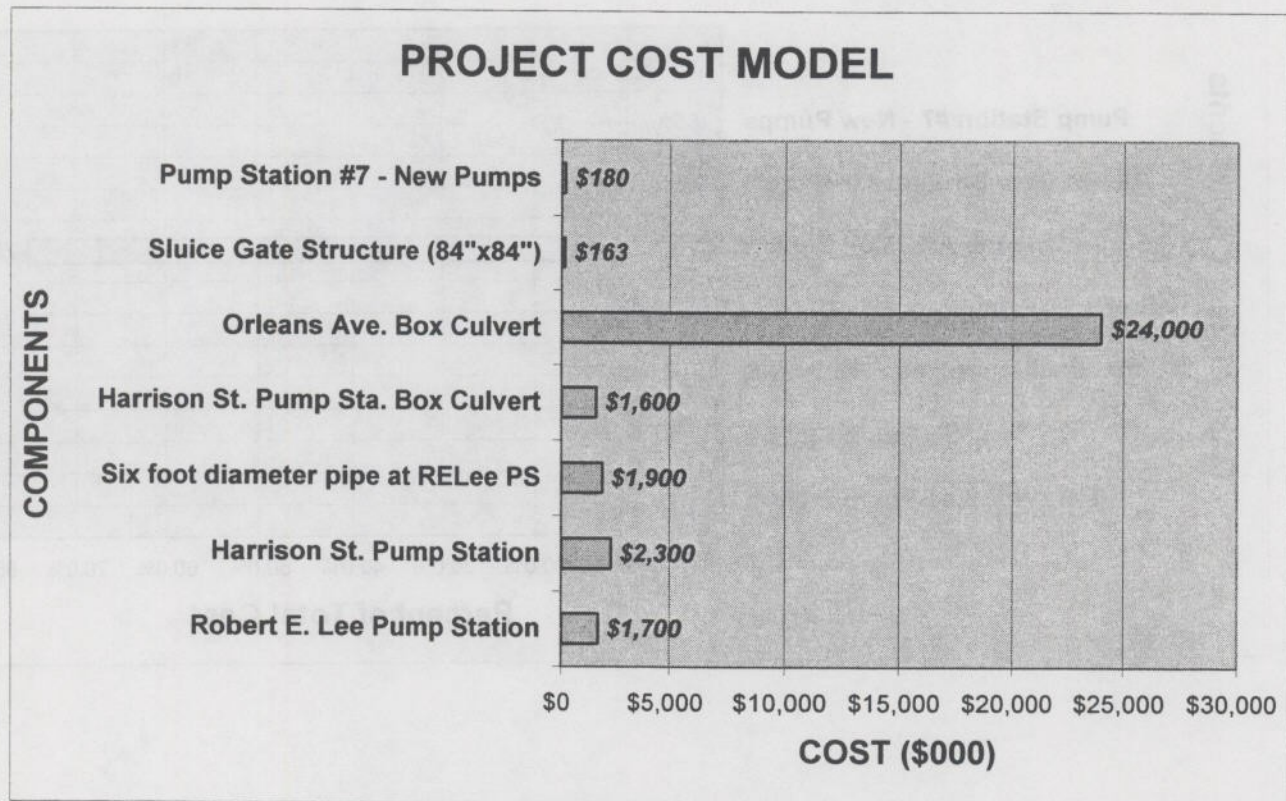 PROJECT COST MODEL
COMPONENTS
Pump Station #7 - New Pumps $180
Sluice Gate Structure (84"x84") $163
Orleans Ave. Box Culvert $24,000
Harrison St. Pump Sta. Box Culvert $1,600
Six foot diameter pipe at RELee PS $1,900
Harrison St. Pump Station $2,300
Robert E. Lee Pump Station $1,700
$0 $5,000 $10,000 $15,000 $20,000 $25,000 $30,000
COST ($000)